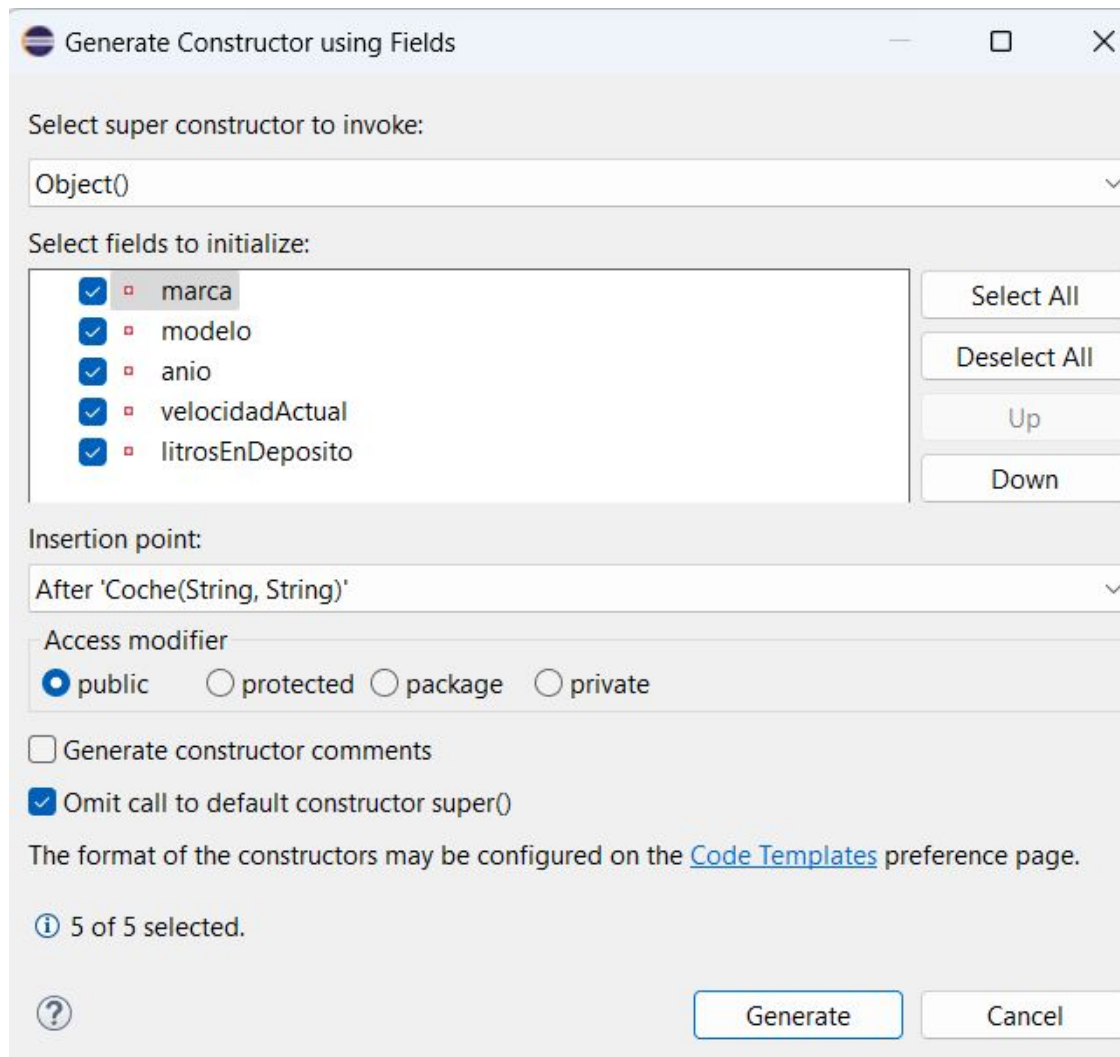 Generate Constructor using Fields
Select super constructor to invoke:
Object()
Select fields to initialize:
marca
modelo
anio
velocidadActual
litrosEnDeposito
Select All
Deselect All
Up
Down
Insertion point:
After 'Coche(String, String)'
Access modifier
public protected package private
Generate constructor comments
Omit call to default constructor super()
The format of the constructors may be configured on the Code Templates preference page.
5 of 5 selected.
Generate Cancel